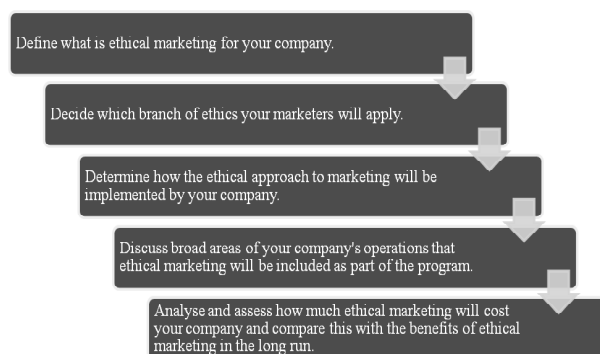 Define what is ethical marketing for your company.
Decide which branch of ethics your marketers will apply.
Determine how the ethical approach to marketing will be
implemented by your company.
Discuss broad areas of your company's operations that
ethical marketing will be included as part of the program.
Analyse and assess how much ethical marketing will cost
your company and compare this with the benefits of ethical
marketing in the long run.